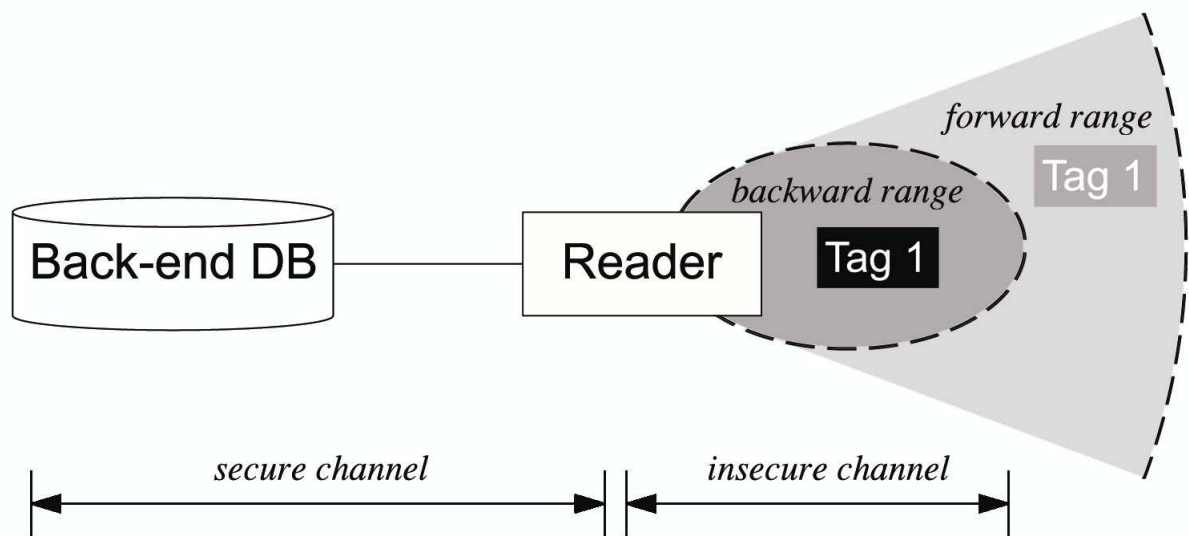 forward range
Tag 1
backward range
Back-end DB
Reader
Tag 1
secure channel
insecure channel